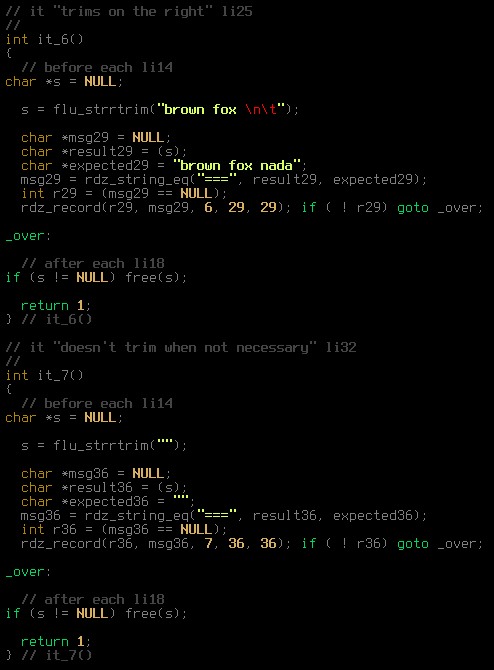 // it "trims on the right" li25
//
int it_6()
{
// before each li14
char *s = NULL;
s = flu_strrtrim("brown fox \n\t");
char *msg29 = NULL;
char *result29 = (s);
char *expected29 = "brown fox nada";
msg29 = rdz_string_eq("===", result29, expected29);
int r29 = (msg29 == NULL);
rdz_record(r29, msg29, 6, 29, 29); if ( ! r29) goto _over;
_over:
// after each li18
if (s != NULL) free(s);
return 1;
} // it_6()
// it "doesn't trim when not necessary" li32
//
int it_7()
{
// before each li14
char *s = NULL;
s = flu_strrtrim("");
char *msg36 = NULL;
char *result36 = (s);
char *expected36 = "";
msg36 = rdz_string_eq("===", result36, expected36);
int r36 = (msg36 == NULL);
rdz_record(r36, msg36, 7, 36, 36); if ( ! r36) goto _over;
_over:
// after each li18
if (s != NULL) free(s);
return 1;
} // it_7()